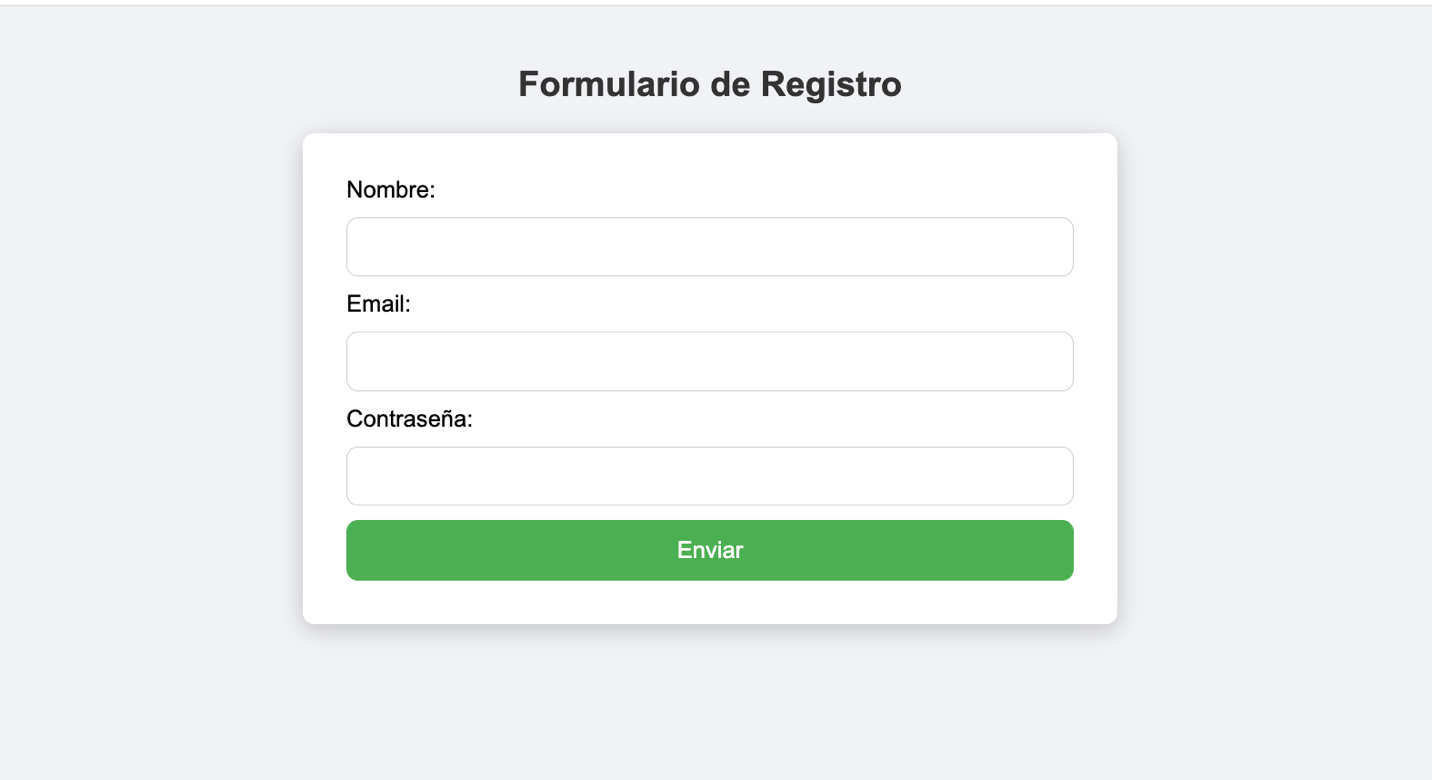 Formulario de Registro
Nombre:
Email:
Contraseña:
Enviar